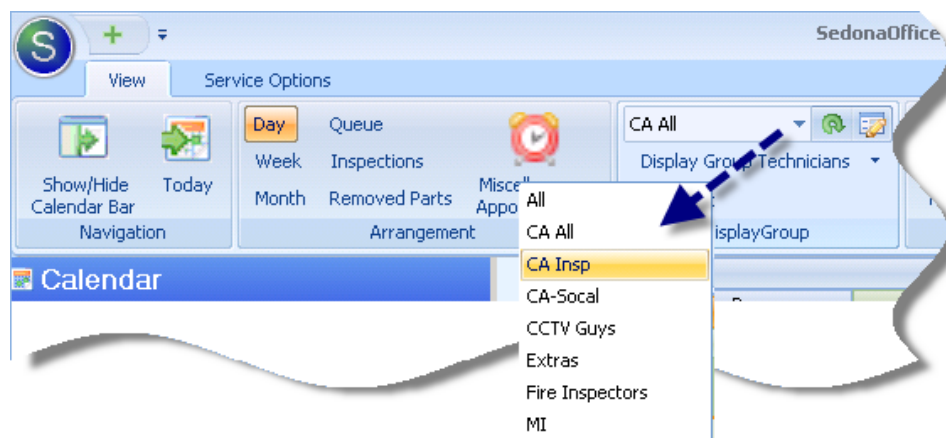 S
SedonaOffice
View Service Options
Day Queue CA All
Week Inspections Display Group Technicians
Show/Hide Calendar Bar Today Month Removed Parts
Navigation Arrangement
All
CA All
CA Insp
CA-Socal
CCTV Guys
Extras
Fire Inspectors
MI
Calendar